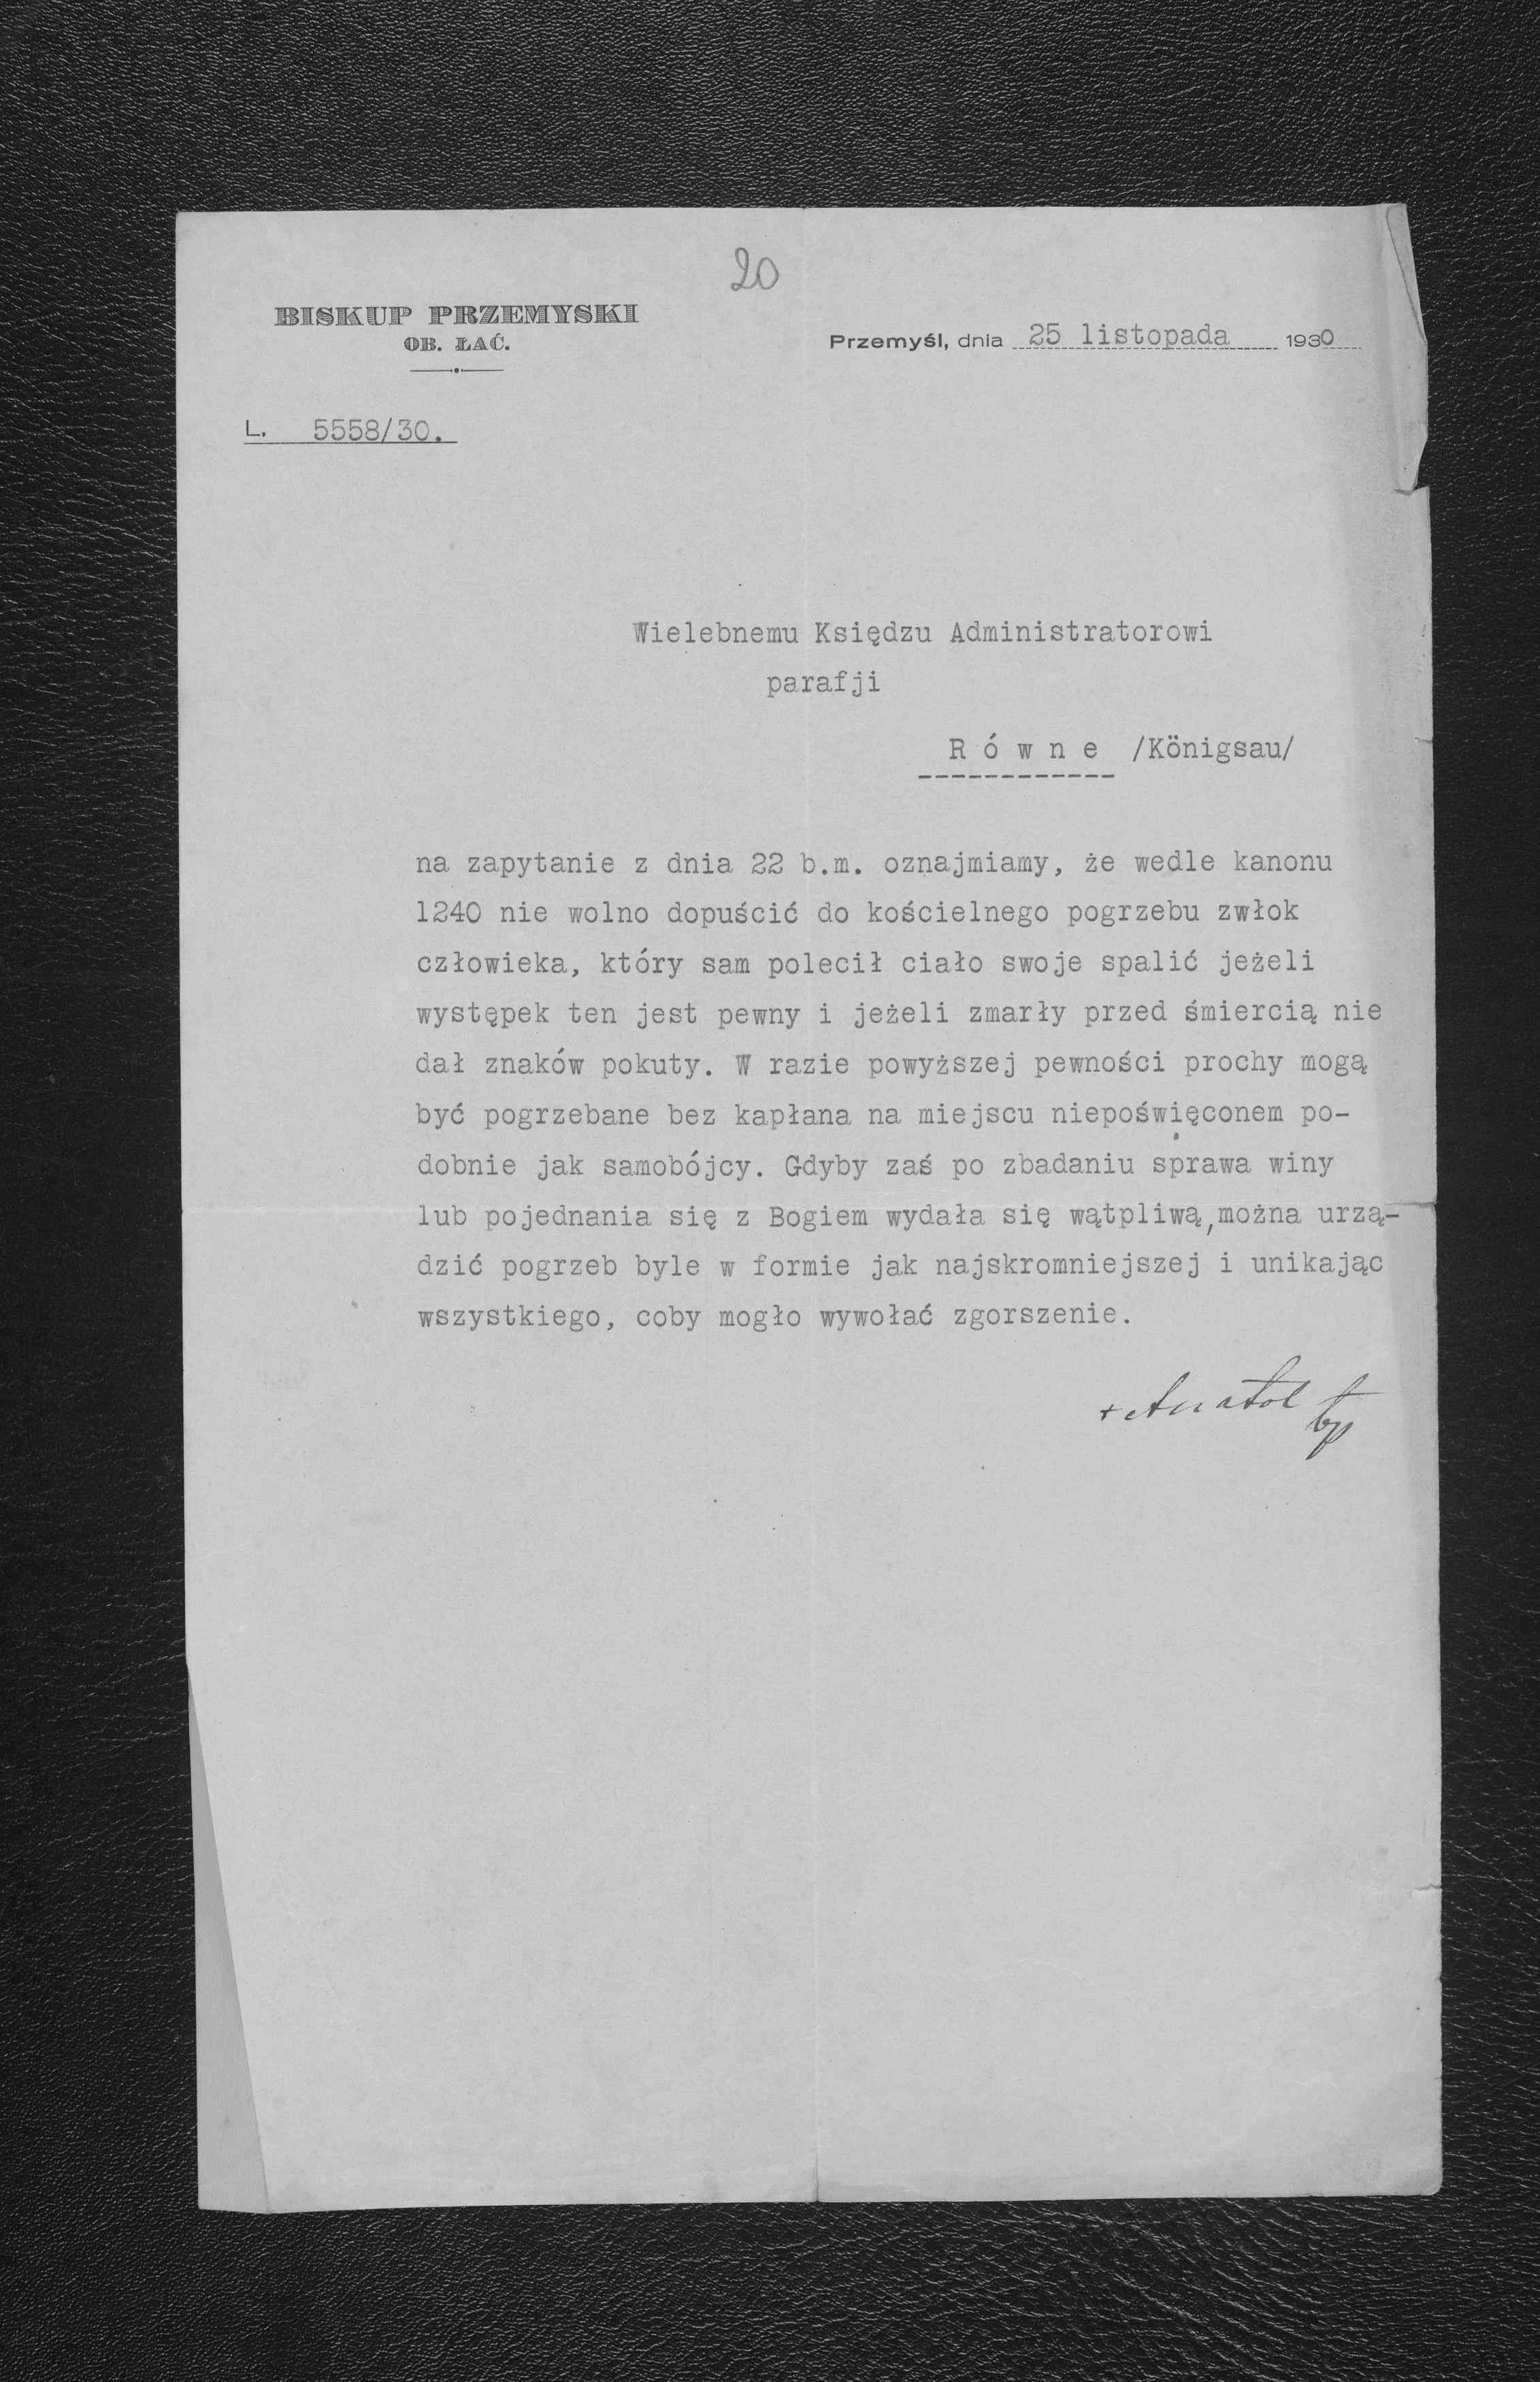 20
BISKUP PRZEMYSKI
OB. ŁAĆ.
Przemyśl, dnia 25 listopada 1930
L. 5558/30.
Wielebnemu Księdzu Administratorowi
parafji
R ó w n e /Königsau/
na zapytanie z dnia 22 b.m. oznajmiamy, że wedle kanonu
1240 nie wolno dopuścić do kościelnego pogrzebu zwłok
człowieka, który sam polecił ciało swoje spalić jeżeli
występek ten jest pewny i jeżeli zmarły przed śmiercią nie
dał znaków pokuty. W razie powyższej pewności prochy mogą
być pogrzebane bez kapłana na miejscu niepoświęconem po-
dobnie jak samobójcy. Gdyby zaś po zbadaniu sprawa winy
lub pojednania się z Bogiem wydała się wątpliwą, można urzą-
dzić pogrzeb byle w formie jak najskromniejszej i unikając
wszystkiego, coby mogło wywołać zgorszenie.
+ Anatol bp